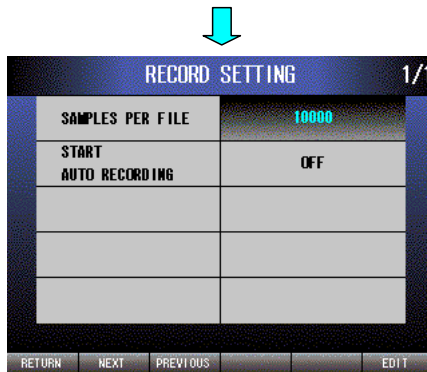 RECORD SETTING 1/1
SAMPLES PER FILE 10000
START
AUTO RECORDING OFF
RETURN NEXT PREVIOUS EDIT